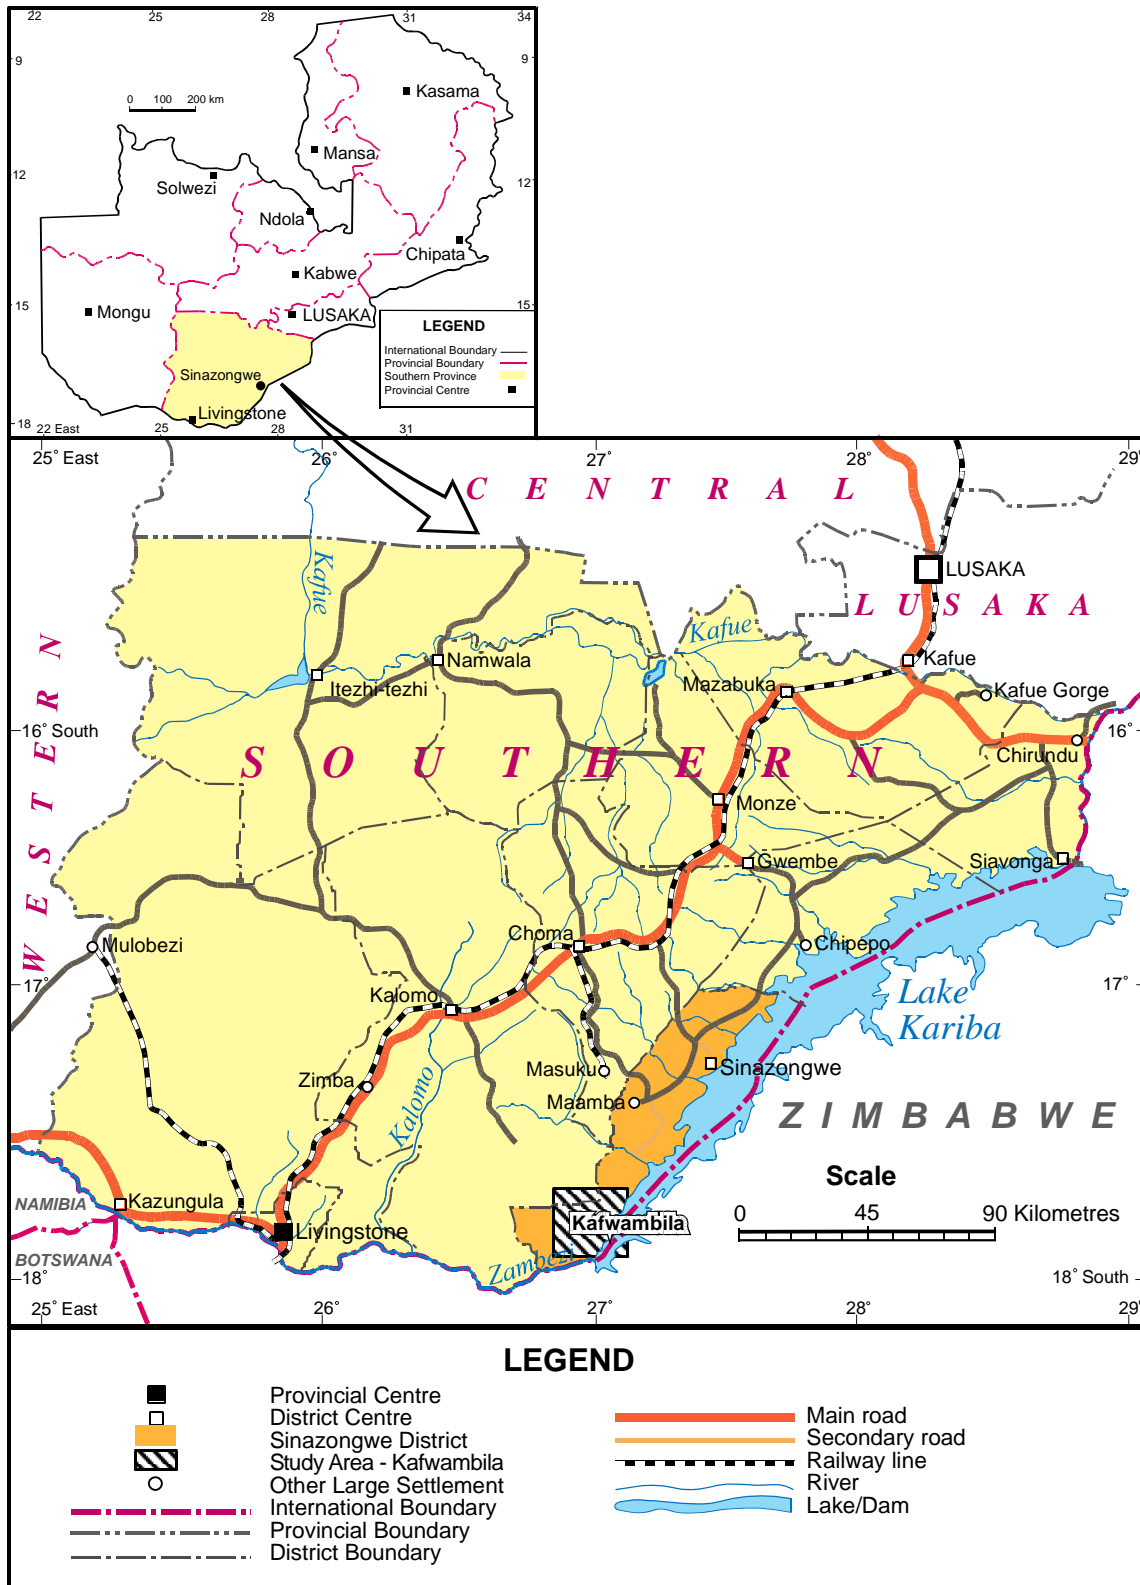 22 25 28 31 34
9 9
Kasama
0 100 200 km
Mansa
12 12
Solwezi
Ndola
Chipata
Kabwe
15 15
Mongu
LUSAKA
LEGEND
International Boundary
Provincial Boundary
Southern Province
Provincial Centre
Sinazongwe
Livingstone
18
22 East 25 28 31
25° East 26° 27° 28° 29°
CENTRAL
Kafue
LUSAKA
LUSAKA
WESTERN
Kafue
Namwala
Kafue
Itezhi-tezhi
Mazabuka
Kafue Gorge
16° South 16°
SOUTHERN
Chirundu
Monze
Gwembe
Siavonga
Choma
Chipepo
Mulobezi
17° 17°
Kalomo
Lake
Kariba
Masuku
Sinazongwe
Zimba
Maamba
Kalomo
ZIMBABWE
Scale
0 45 90 Kilometres
NAMIBIA
Kazungula
Livingstone
Kafwambila
BOTSWANA
Zambezi
18° 18° South
25° East 26° 27° 28° 29°
LEGEND
Provincial Centre
District Centre
Sinazongwe District
Study Area - Kafwambila
Other Large Settlement
International Boundary
Provincial Boundary
District Boundary
Main road
Secondary road
Railway line
River
Lake/Dam